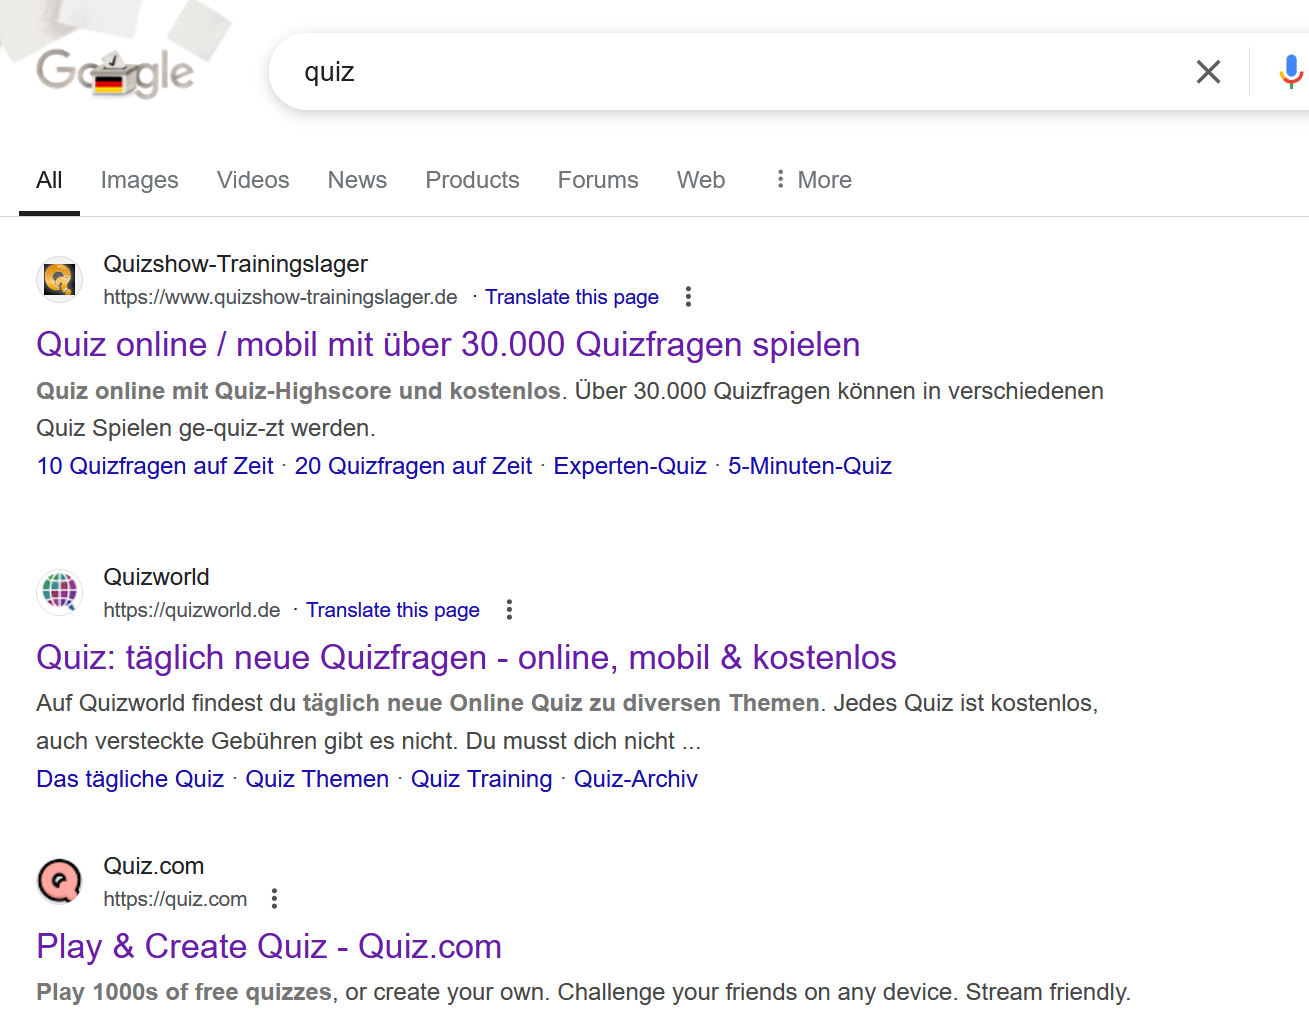 Google
quiz
All Images Videos News Products Forums Web More
Quizshow-Trainingslager
https://www.quizshow-trainingslager.de · Translate this page
Quiz online / mobil mit über 30.000 Quizfragen spielen
Quiz online mit Quiz-Highscore und kostenlos. Über 30.000 Quizfragen können in verschiedenen
Quiz Spielen ge-quiz-zt werden.
10 Quizfragen auf Zeit · 20 Quizfragen auf Zeit · Experten-Quiz · 5-Minuten-Quiz
Quizworld
https://quizworld.de · Translate this page
Quiz: täglich neue Quizfragen - online, mobil & kostenlos
Auf Quizworld findest du täglich neue Online Quiz zu diversen Themen. Jedes Quiz ist kostenlos,
auch versteckte Gebühren gibt es nicht. Du musst dich nicht ...
Das tägliche Quiz · Quiz Themen · Quiz Training · Quiz-Archiv
Quiz.com
https://quiz.com
Play & Create Quiz - Quiz.com
Play 1000s of free quizzes, or create your own. Challenge your friends on any device. Stream friendly.